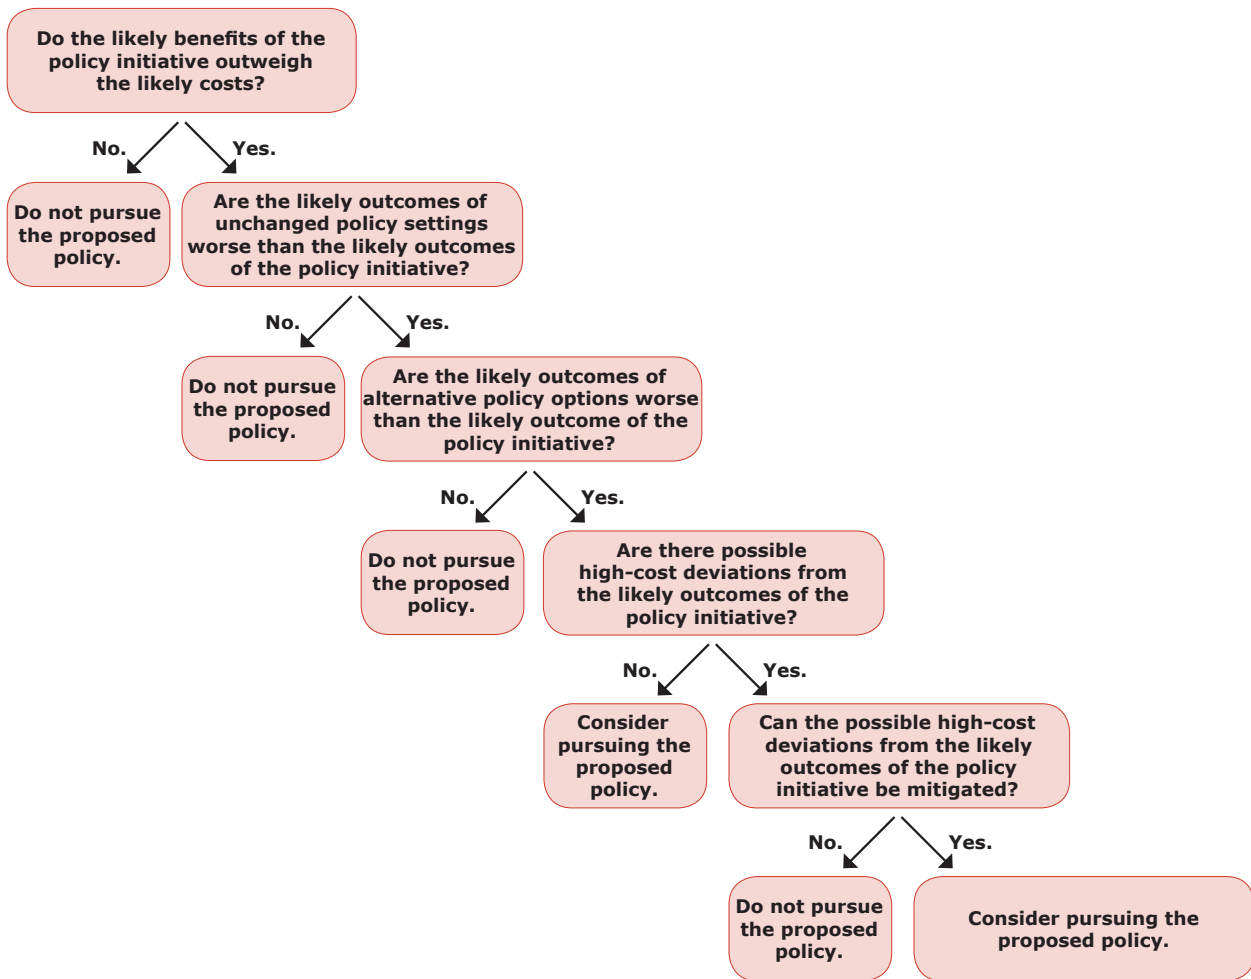 Do the likely benefits of the
policy initiative outweigh
the likely costs?
No.
Yes.
Do not pursue
the proposed
policy.
Are the likely outcomes of
unchanged policy settings
worse than the likely outcomes
of the policy initiative?
No.
Yes.
Do not pursue
the proposed
policy.
Are the likely outcomes of
alternative policy options worse
than the likely outcome of the
policy initiative?
No.
Yes.
Do not pursue
the proposed
policy.
Are there possible
high-cost deviations from
the likely outcomes of the
policy initiative?
No.
Yes.
Consider
pursuing the
proposed
policy.
Can the possible high-cost
deviations from the likely
outcomes of the policy
initiative be mitigated?
No.
Yes.
Do not pursue
the proposed
policy.
Consider pursuing the
proposed policy.